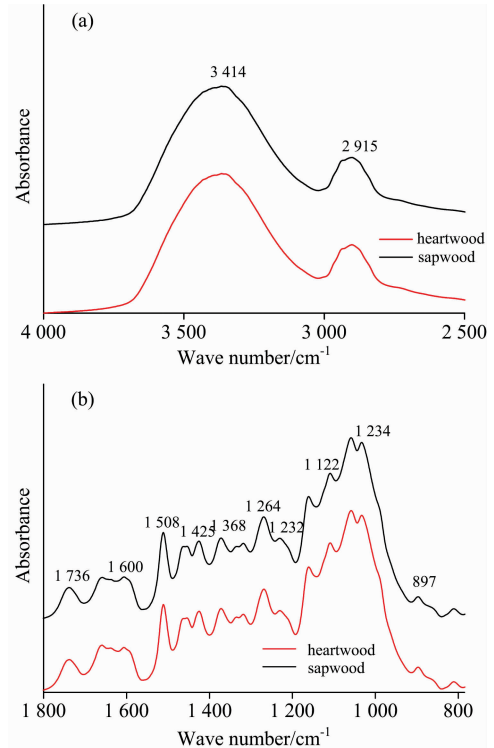 (a)
3 414
2 915
Absorbance
heartwood
sapwood
4 000
3 500
3 000
2 500
Wave number/cm-1
(b)
1 234
1 122
1 264
1 508
1 425
1 368
1 232
1 736
1 600
897
Absorbance
heartwood
sapwood
1 800
1 600
1 400
1 200
1 000
800
Wave number/cm-1